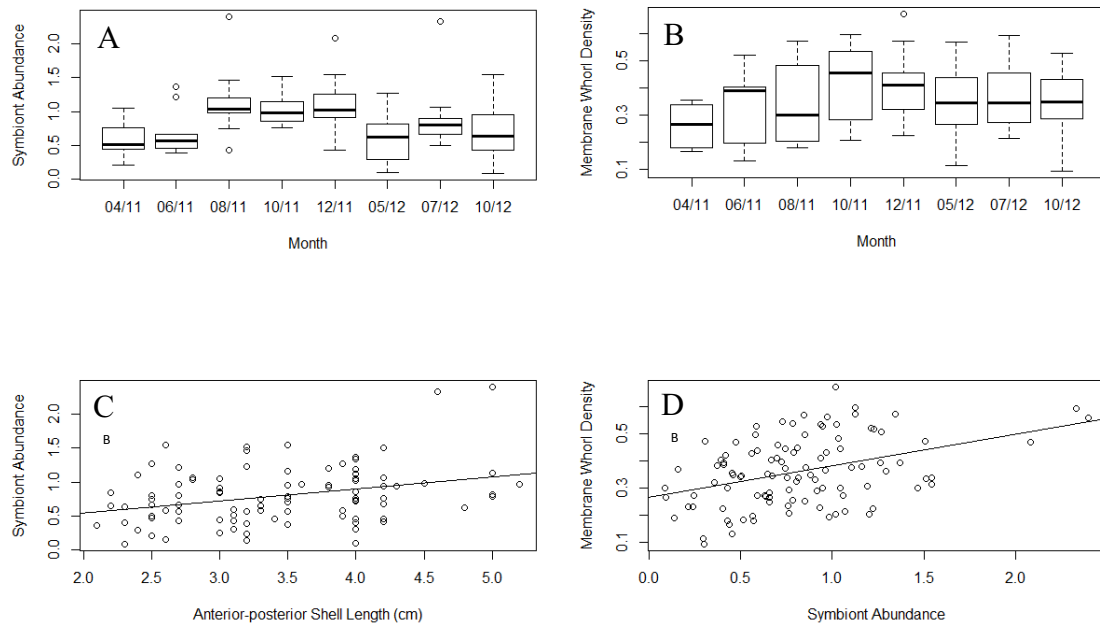 A
Symbiont Abundance
0.0 0.5 1.0 1.5 2.0
04/11 06/11 08/11 10/11 12/11 05/12 07/12 10/12
Month
B
Membrane Whorl Density
0.1 0.3 0.5
04/11 06/11 08/11 10/11 12/11 05/12 07/12 10/12
Month
C
B
Symbiont Abundance
0.0 0.5 1.0 1.5 2.0
2.0 2.5 3.0 3.5 4.0 4.5 5.0
Anterior-posterior Shell Length (cm)
D
B
Membrane Whorl Density
0.1 0.3 0.5
0.0 0.5 1.0 1.5 2.0
Symbiont Abundance